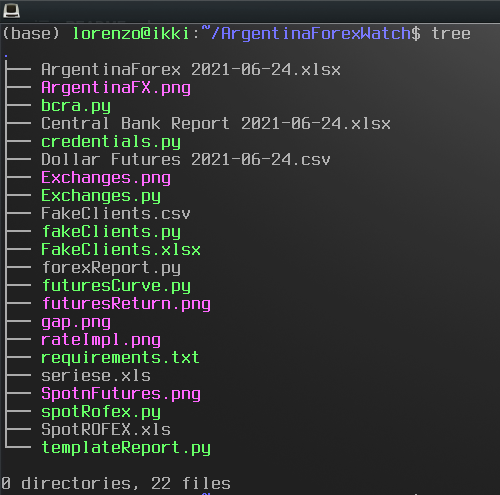 (base) lorenzo@ikki:~/ArgentinaForexWatch$ tree
.
├── ArgentinaForex 2021-06-24.xlsx
├── ArgentinaFX.png
├── bcra.py
├── Central Bank Report 2021-06-24.xlsx
├── credentials.py
├── Dollar Futures 2021-06-24.csv
├── Exchanges.png
├── Exchanges.py
├── FakeClients.csv
├── fakeClients.py
├── FakeClients.xlsx
├── forexReport.py
├── futuresCurve.py
├── futuresReturn.png
├── gap.png
├── rateImpl.png
├── requirements.txt
├── seriese.xls
├── SpotnFutures.png
├── spotRofex.py
├── SpotROFEX.xls
└── templateReport.py
0 directories, 22 files